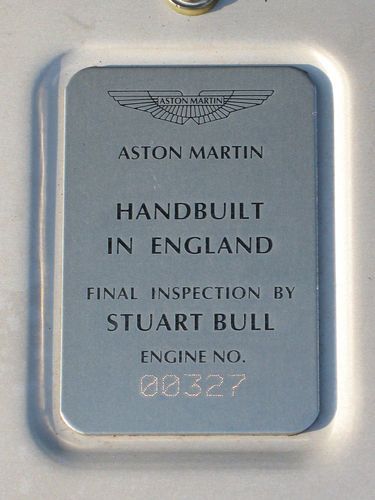 ASTON MARTIN
ASTON MARTIN
HANDBUILT
IN ENGLAND
FINAL INSPECTION BY
STUART BULL
ENGINE NO.
00327